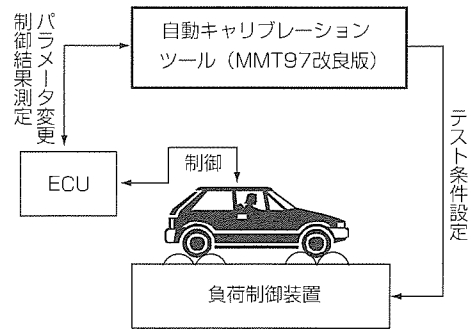 自動キャリブレーション
ツール（MMT97改良版）
パラメータ変更
制御結果測定
制御
ECU
テスト条件設定
負荷制御装置